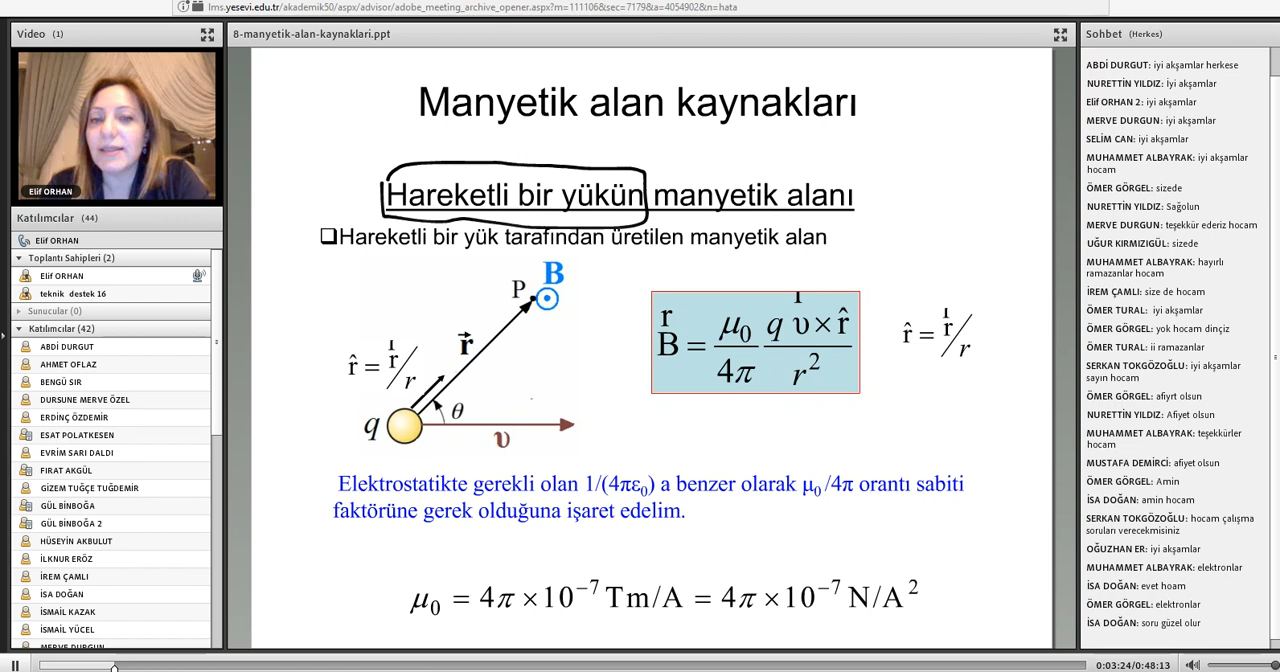 lms.yesevi.edu.tr/akademik50/aspx/advisor/adobe_meeting_archive_opener.aspx?m=111106&sec=7179&a=4054902&n=hata
Video (1)
Elif ORHAN
Katılımcılar (44)
Elif ORHAN
Toplantı Sahipleri (2)
Elif ORHAN
teknik destek 16
Sunucular (0)
Katılımcılar (42)
ABDİ DURGUT
AHMET OFLAZ
BENGÜ SIR
DURSUNE MERVE ÖZEL
ERDİNÇ ÖZDEMİR
ESAT POLATKESEN
EVRİM SARI DALDI
FIRAT AKGÜL
GİZEM TUĞÇE TUĞDEMİR
GÜL BİNBOĞA
GÜL BİNBOĞA 2
HÜSEYİN AKBULUT
İLKNUR ERÖZ
İREM ÇAMLI
İSA DOĞAN
İSMAİL KAZAK
İSMAİL YÜCEL
MERVE DURGUN
8-manyetik-alan-kaynaklari.ppt
Manyetik alan kaynakları
Hareketli bir yükün manyetik alanı
❑Hareketli bir yük tarafından üretilen manyetik alan
P B
r
r̂ = r/r
q θ υ
B = μ0/4π q υ × r̂ / r²
r̂ = r/r
Elektrostatikte gerekli olan 1/(4πε₀) a benzer olarak μ₀/4π orantı sabiti
faktörüne gerek olduğuna işaret edelim.
μ₀ = 4π ×10⁻⁷ Tm/A = 4π ×10⁻⁷ N/A²
Sohbet (Herkes)
ABDİ DURGUT: iyi akşamlar herkese
NURETTİN YILDIZ: İyi akşamlar
Elif ORHAN 2: iyi akşamlar
MERVE DURGUN: iyi akşamlar
SELİM CAN: iyi akşamlar
MUHAMMET ALBAYRAK: iyi akşamlar
hocam
ÖMER GÖRGEL: sizede
NURETTİN YILDIZ: Sağolun
MERVE DURGUN: teşekkür ederiz hocam
UĞUR KIRMIZIGÜL: sizede
MUHAMMET ALBAYRAK: hayırlı
ramazanlar hocam
İREM ÇAMLI: size de hocam
ÖMER TURAL: iyi akşamlar
ÖMER GÖRGEL: yok hocam dinçiz
ÖMER TURAL: ii ramazanlar
SERKAN TOKGÖZOĞLU: iyi akşamlar
sayın hocam
ÖMER GÖRGEL: afiyrt olsun
NURETTİN YILDIZ: Afiyet olsun
MUHAMMET ALBAYRAK: teşekkürler
hocam
MUSTAFA DEMİRCİ: afiyet olsun
ÖMER GÖRGEL: Amin
İSA DOĞAN: amin hocam
SERKAN TOKGÖZOĞLU: hocam çalışma
soruları verecekmisiniz
OĞUZHAN ER: iyi akşamlar
MUHAMMET ALBAYRAK: elektronlar
İSA DOĞAN: evet hoam
ÖMER GÖRGEL: elektronlar
İSA DOĞAN: soru güzel olur
0:03:24/0:48:13